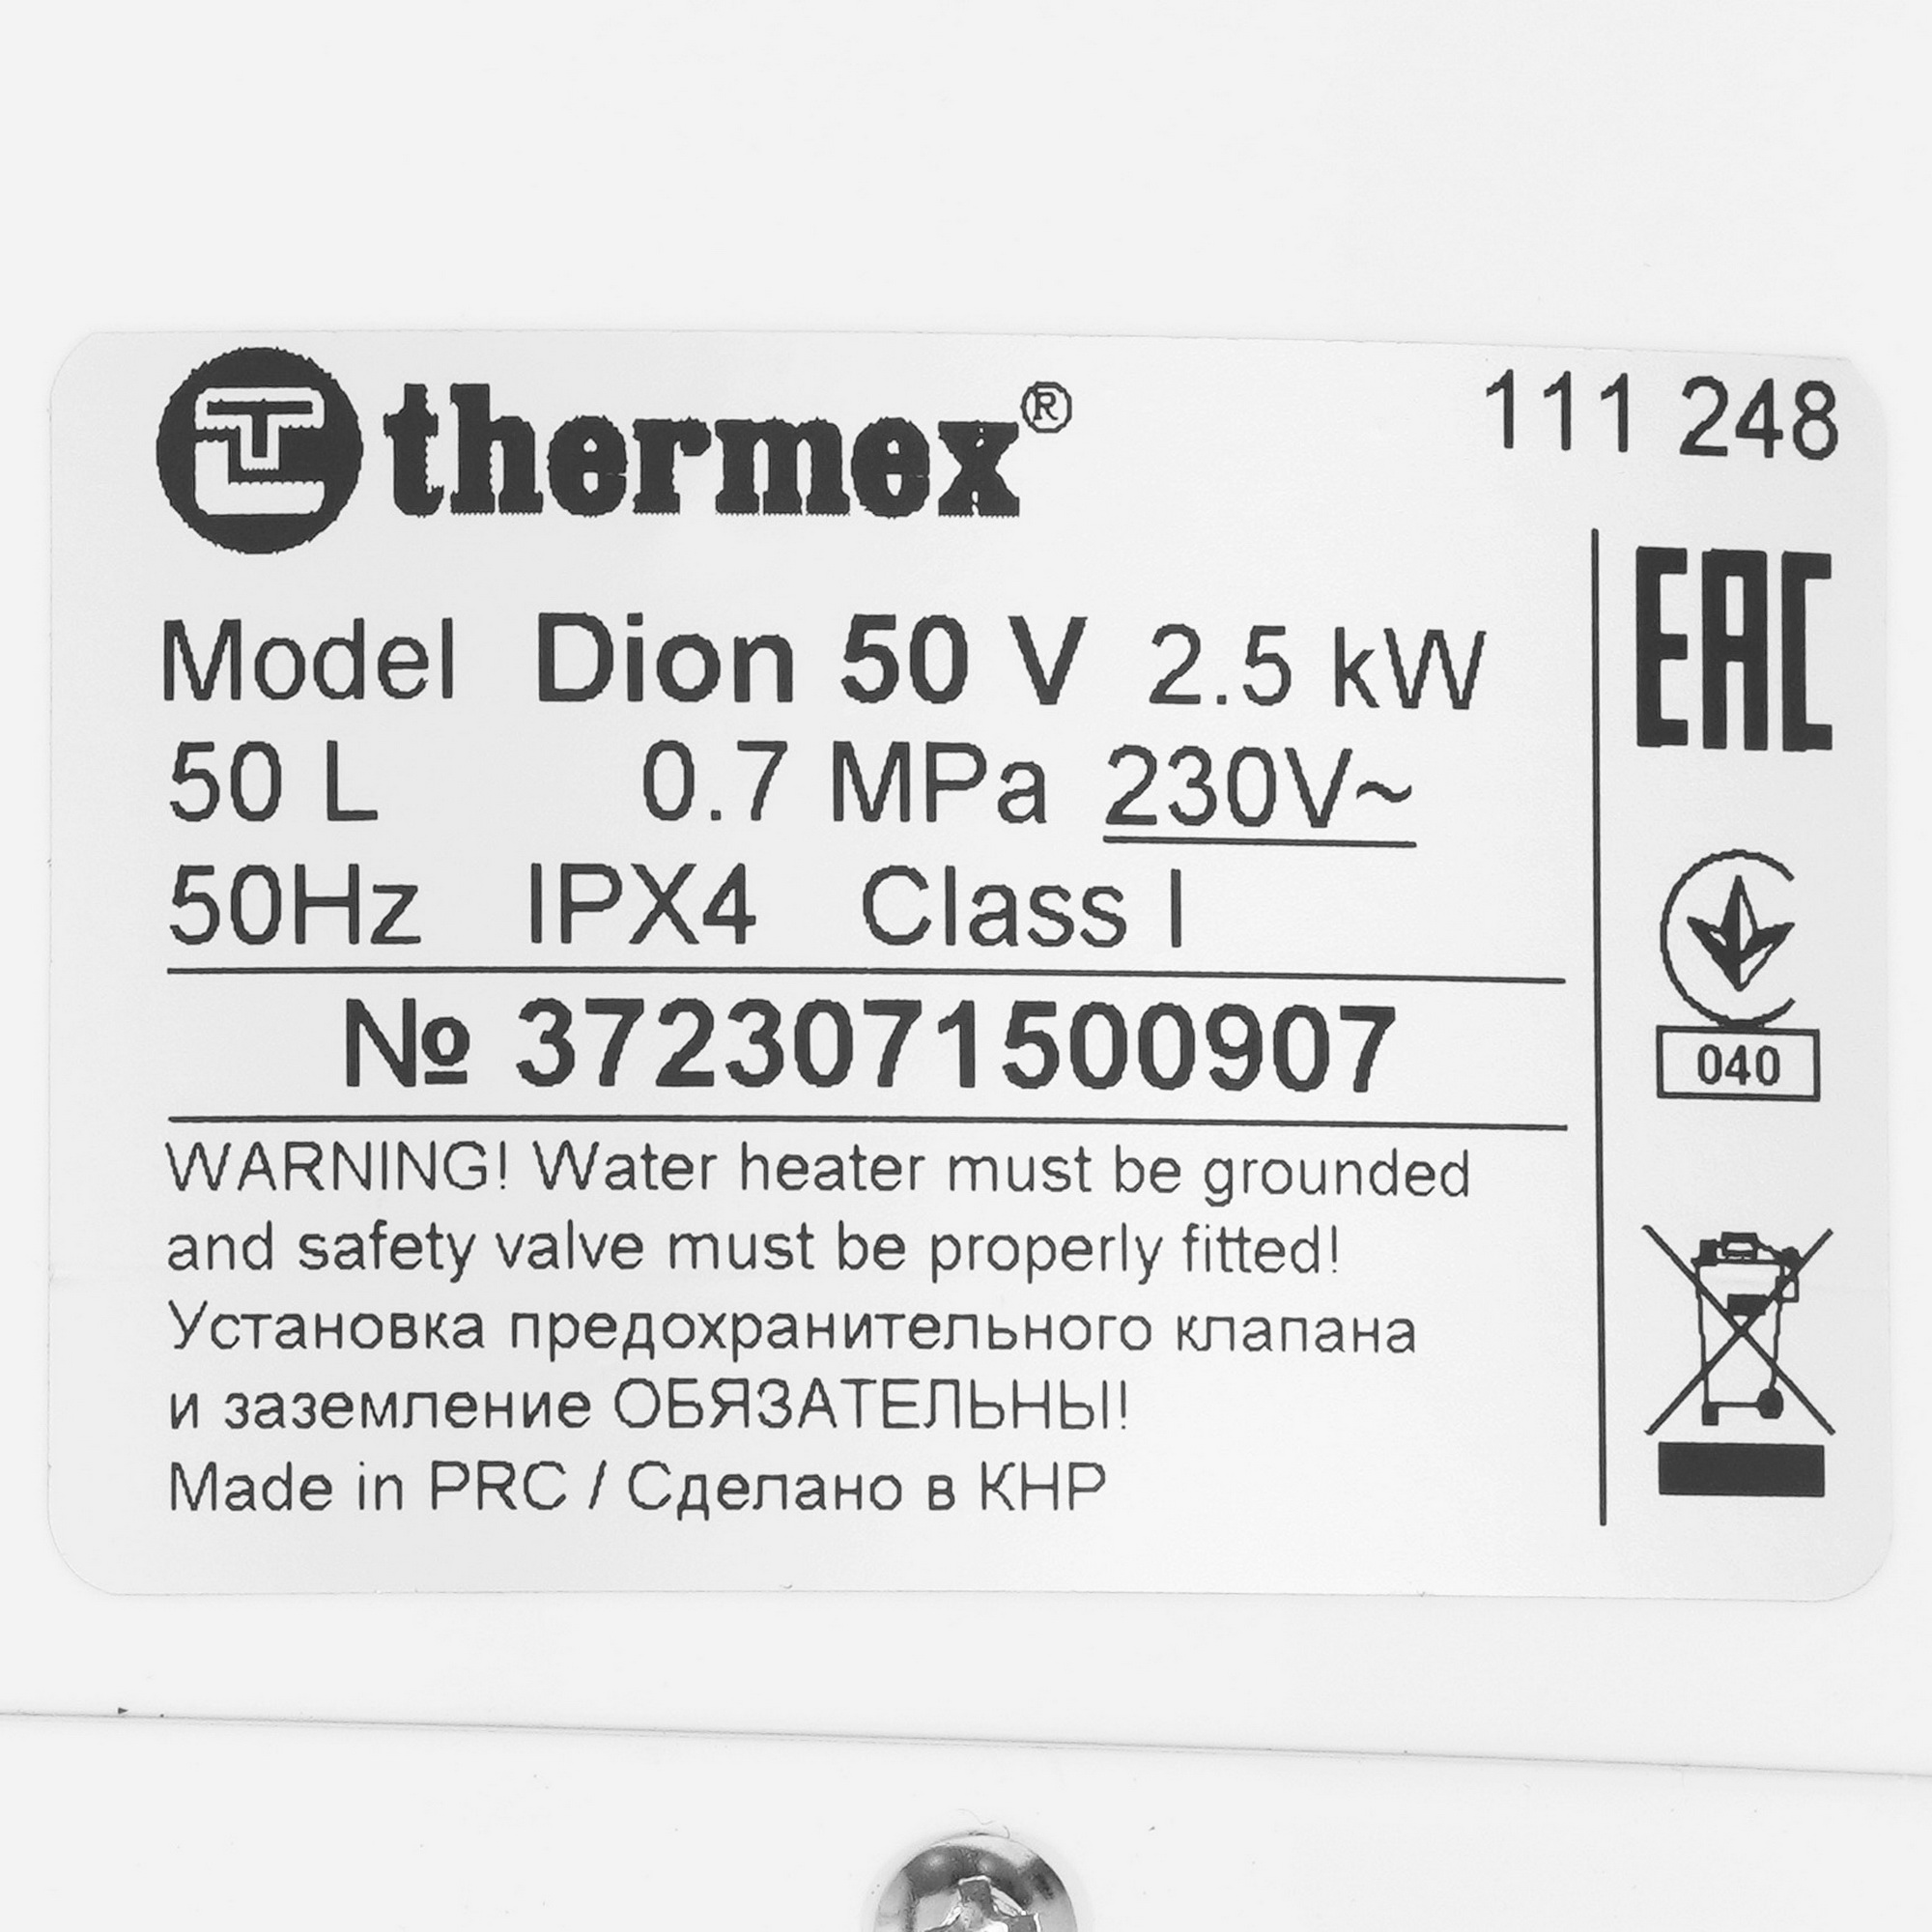 thermex® 111 248
Model Dion 50 V 2.5 kW
50 L 0.7 MPa 230V~
50Hz IPX4 Class I
№ 3723071500907
WARNING! Water heater must be grounded
and safety valve must be properly fitted!
Установка предохранительного клапана
и заземление ОБЯЗАТЕЛЬНЫ!
Made in PRC / Сделано в КНР
EAC
040